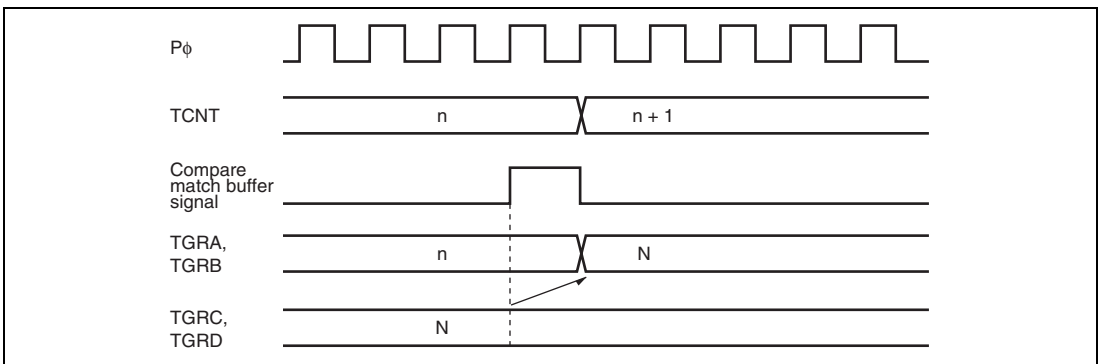 Pϕ
TCNT
n
n + 1
Compare
match buffer
signal
TGRA,
TGRB
n
N
TGRC,
TGRD
N